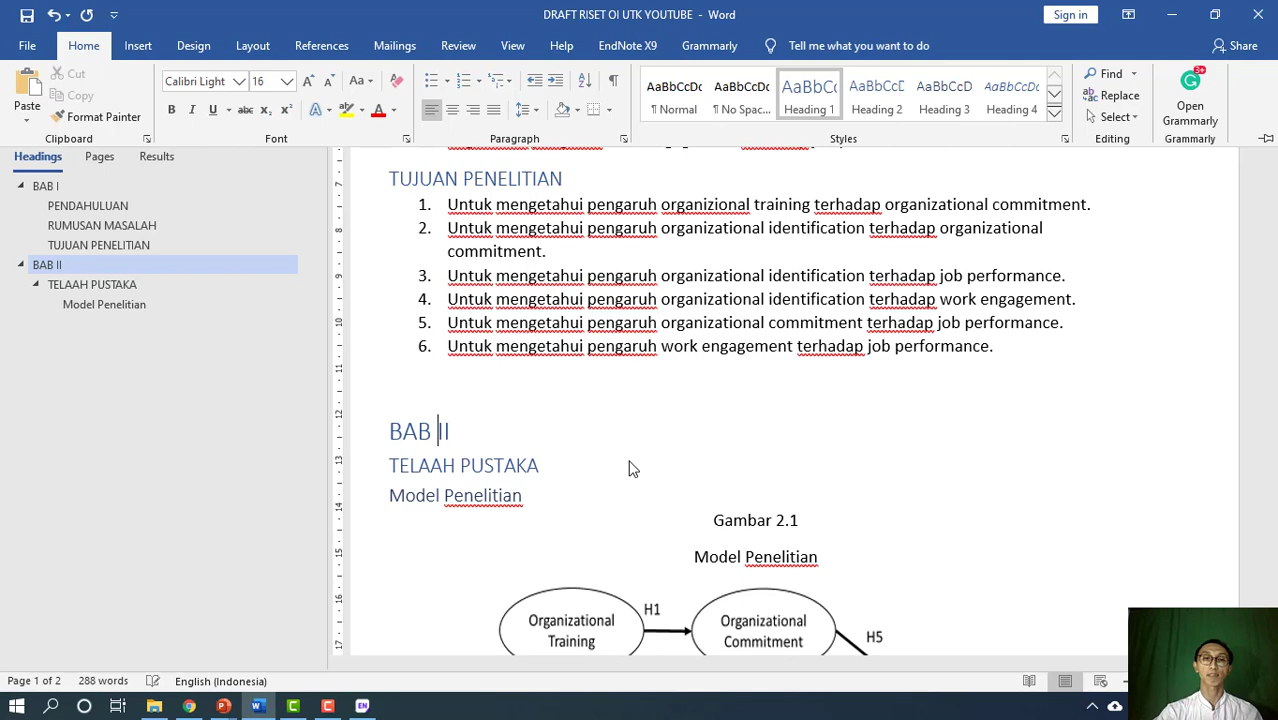 DRAFT RISET OI UTK YOUTUBE - Word
Sign in
File Home Insert Design Layout References Mailings Review View Help EndNote X9 Grammarly Tell me what you want to do Share
Paste
Cut
Copy
Format Painter
Calibri Light 16
Find
Replace
Select
Open
Grammarly
AaBbCcDc AaBbCcDc AaBbCc AaBbCcD AaBbCcD AaBbCcD
¶ Normal ¶ No Spac... Heading 1 Heading 2 Heading 3 Heading 4
Clipboard Font Paragraph Styles Editing Grammarly
Headings Pages Results
BAB I
PENDAHULUAN
RUMUSAN MASALAH
TUJUAN PENELITIAN
BAB II
TELAAH PUSTAKA
Model Penelitian
TUJUAN PENELITIAN
1. Untuk mengetahui pengaruh organizional training terhadap organizational commitment.
2. Untuk mengetahui pengaruh organizational identification terhadap organizational
commitment.
3. Untuk mengetahui pengaruh organizational identification terhadap job performance.
4. Untuk mengetahui pengaruh organizational identification terhadap work engagement.
5. Untuk mengetahui pengaruh organizational commitment terhadap job performance.
6. Untuk mengetahui pengaruh work engagement terhadap job performance.
BAB II
TELAAH PUSTAKA
Model Penelitian
Gambar 2.1
Model Penelitian
Organizational
Training
H1
Organizational
Commitment
H5
Page 1 of 2 288 words English (Indonesia)